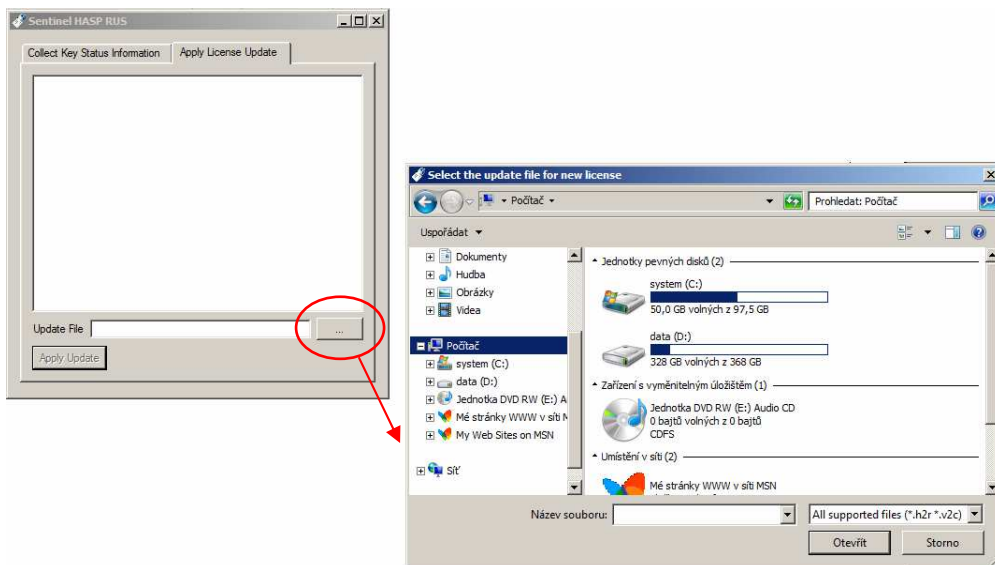 Sentinel HASP RUS
Collect Key Status Information
Apply License Update
Update File
...
Apply Update
Select the update file for new license
Počítač
Prohledat: Počítač
Uspořádat
Dokumenty
Hudba
Obrázky
Videa
Počítač
system (C:)
data (D:)
Jednotka DVD RW (E:) A
Mé stránky WWW v síti M
My Web Sites on MSN
Síť
Jednotky pevných disků (2)
system (C:)
50,0 GB volných z 97,5 GB
data (D:)
328 GB volných z 368 GB
Zařízení s vyměnitelným úložištěm (1)
Jednotka DVD RW (E:) Audio CD
0 bajtů volných z 0 bajtů
CDFS
Umístění v síti (2)
Mé stránky WWW v síti MSN
Název souboru:
All supported files (*.h2r *.v2c)
Otevřít
Storno